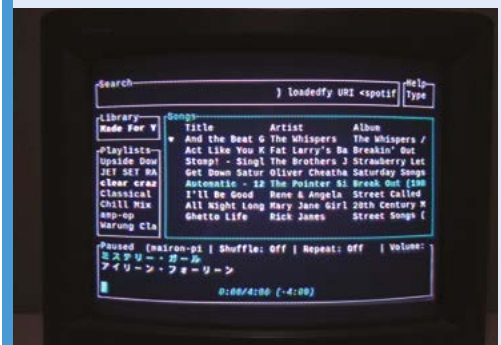 Search
} loadedfy URI <spotif
Help
Type
Library
Made For Y
Playlists
Upside Dow
JET SET RA
clear craz
Classical
Chill Mix
amp-op
Warung Cla
Songs
Title Artist Album
♥ And the Beat G The Whispers The Whispers /
Act Like You K Fat Larry's Ba Breakin' Out
Stomp! - Singl The Brothers J Strawberry Let
Get Down Satur Oliver Cheatha Saturday Songs
Automatic - 12 The Pointer Si Break Out [198
I'll Be Good Rene & Angela Street Called
All Night Long Mary Jane Girl 20th Century M
Ghetto Life Rick James Street Songs (
Paused (mairon-pi | Shuffle: Off | Repeat: Off | Volume:
ミステリー・ガール
アイリーン・フォーリーン
0:00/4:00 (-4:00)